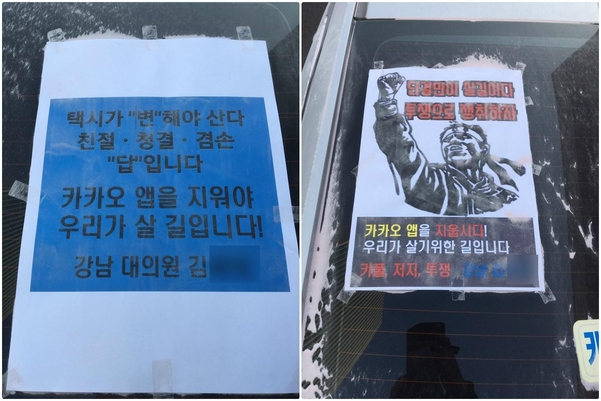 택시가 "변"해야 산다
친절·청결·겸손
"답"입니다
카카오 앱을 지워야
우리가 살 길입니다!
강남 대의원 김
단결만이 살길이다
투쟁으로 쟁취하자
카카오 앱을 지웁시다!
우리가 살기위한 길입니다
카풀, 저지, 투쟁
카